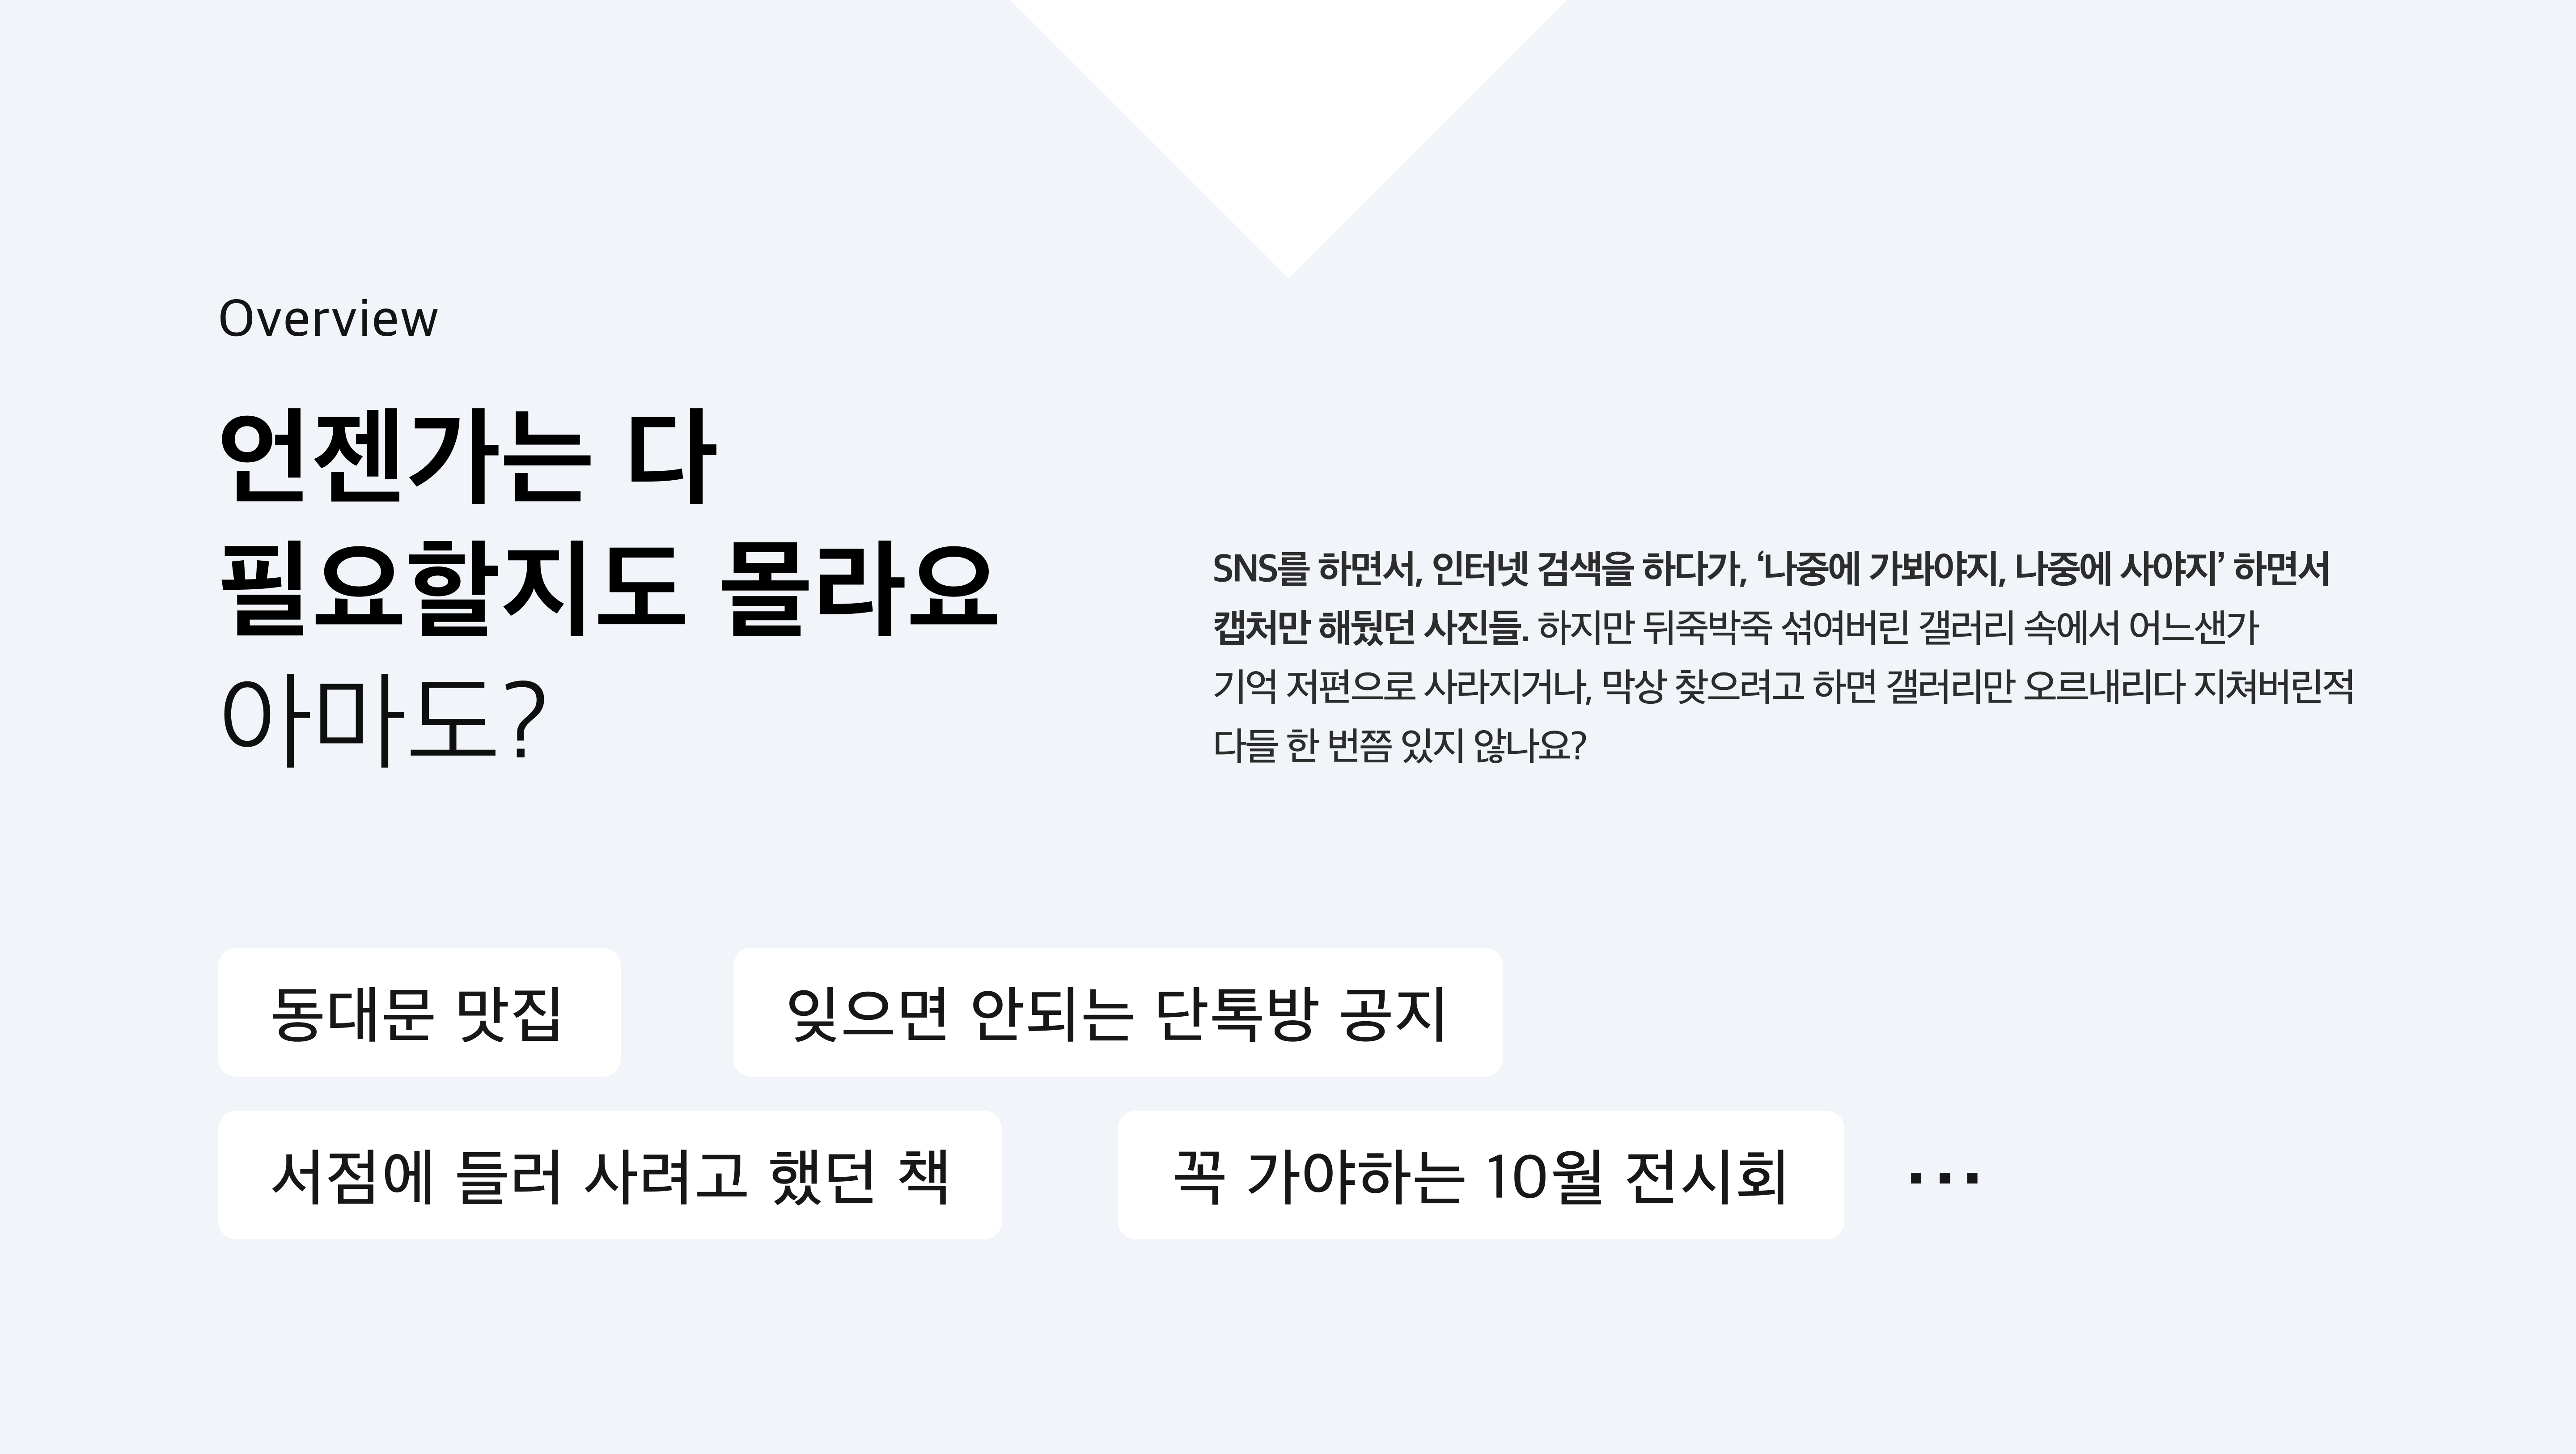 Overview
언젠가는 다
필요할지도 몰라요
아마도?
SNS를 하면서, 인터넷 검색을 하다가, ‘나중에 가봐야지, 나중에 사야지’ 하면서
캡처만 해뒀던 사진들. 하지만 뒤죽박죽 섞여버린 갤러리 속에서 어느샌가
기억 저편으로 사라지거나, 막상 찾으려고 하면 갤러리만 오르내리다 지쳐버린적
다들 한 번쯤 있지 않나요?
동대문 맛집
잊으면 안되는 단톡방 공지
서점에 들러 사려고 했던 책
꼭 가야하는 10월 전시회
...